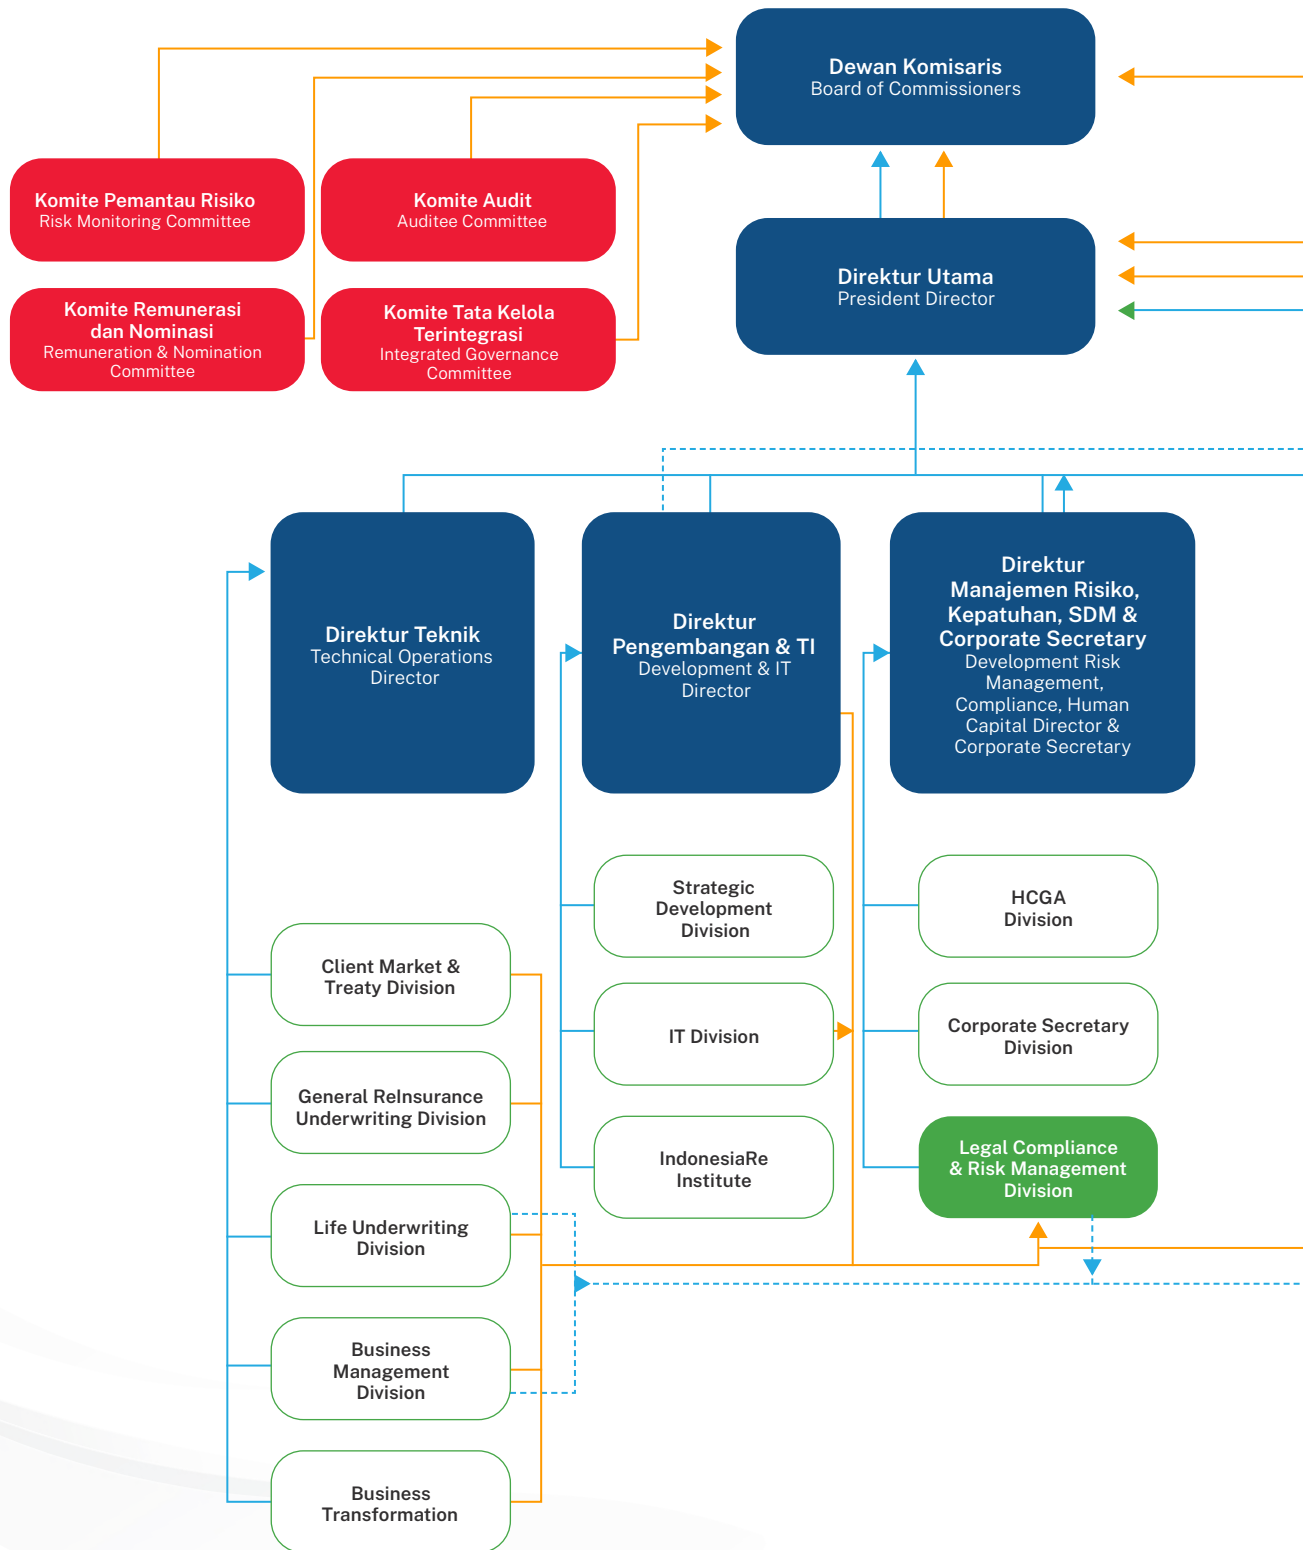 Dewan Komisaris
Board of Commissioners
Komite Pemantau Risiko
Risk Monitoring Committee
Komite Audit
Auditee Committee
Direktur Utama
President Director
Komite Remunerasi
dan Nominasi
Remuneration & Nomination
Committee
Komite Tata Kelola
Terintegrasi
Integrated Governance
Committee
Direktur Teknik
Technical Operations
Director
Direktur
Pengembangan & TI
Development & IT
Director
Direktur
Manajemen Risiko,
Kepatuhan, SDM &
Corporate Secretary
Development Risk
Management,
Compliance, Human
Capital Director &
Corporate Secretary
Client Market &
Treaty Division
General ReInsurance
Underwriting Division
Life Underwriting
Division
Business
Management
Division
Business
Transformation
Strategic
Development
Division
IT Division
IndonesiaRe
Institute
HCGA
Division
Corporate Secretary
Division
Legal Compliance
& Risk Management
Division